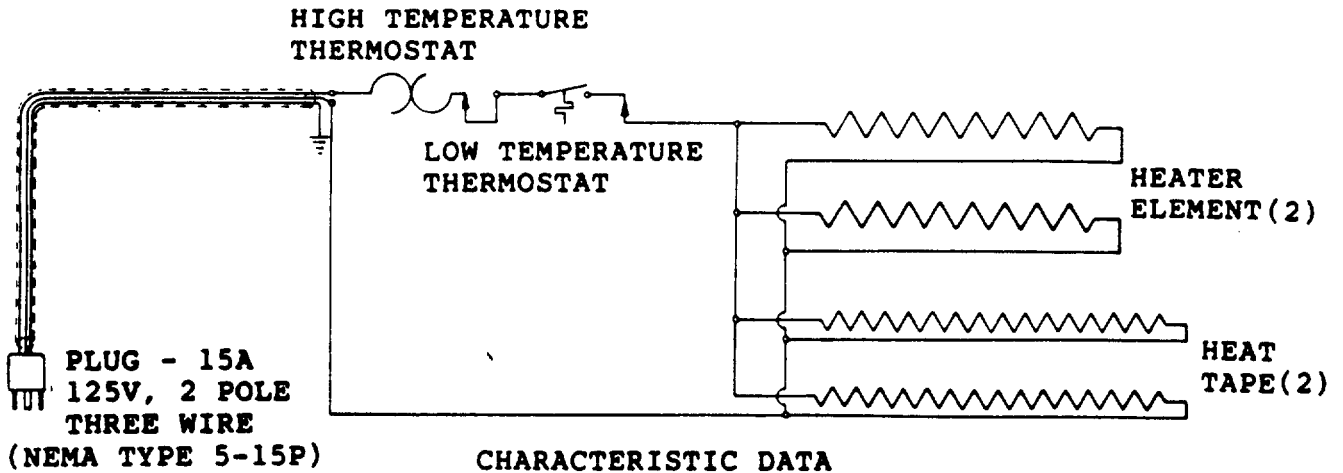 HIGH TEMPERATURE
THERMOSTAT
LOW TEMPERATURE
THERMOSTAT
HEATER
ELEMENT(2)
HEAT
TAPE(2)
PLUG - 15A
125V, 2 POLE
THREE WIRE
(NEMA TYPE 5-15P)
CHARACTERISTIC DATA